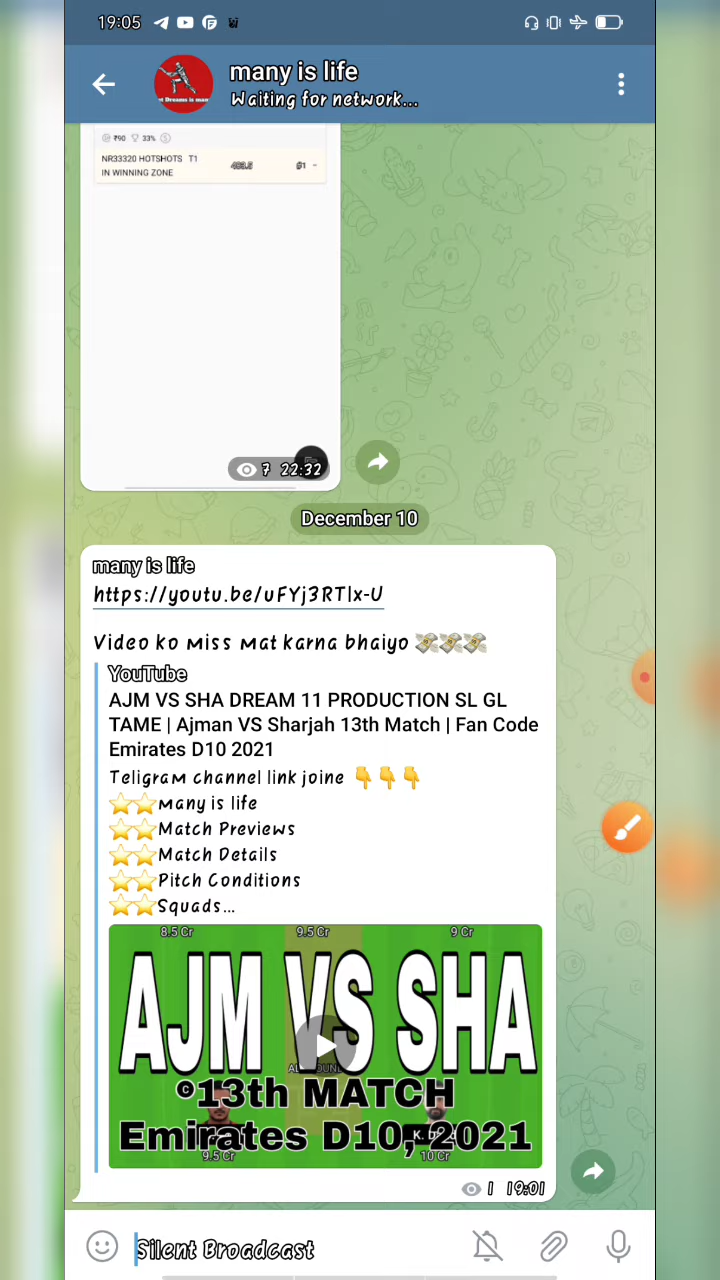 19:05
many is life
Waiting for network...
₹90 33%
NR33320 HOTSHOTS T1
#1
IN WINNING ZONE
7 22:32
December 10
many is life
https://youtu.be/uFYj3RTlx-U
Video ko miss mat karna bhaiyo 💸💸💸
YouTube
AJM VS SHA DREAM 11 PRODUCTION SL GL
TAME | Ajman VS Sharjah 13th Match | Fan Code
Emirates D10 2021
Teligram channel link joine 👇👇👇
⭐⭐many is life
⭐⭐Match Previews
⭐⭐Match Details
⭐⭐Pitch Conditions
⭐⭐Squads...
8.5 Cr 9.5 Cr 9 Cr
AJM VS SHA
©13th MATCH
Emirates D10, 2021
9.5 Cr 10 Cr
1 19:01
Silent Broadcast